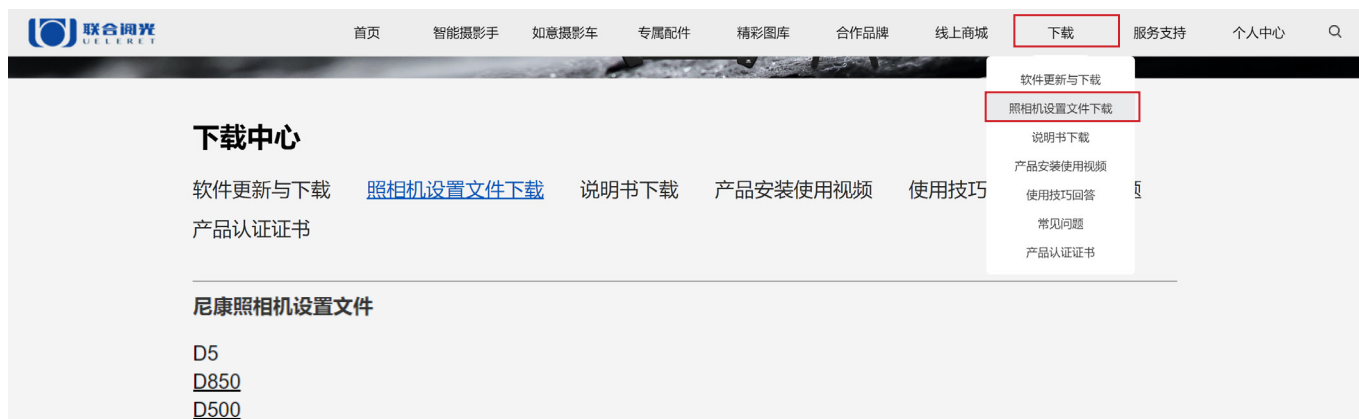 联合阅光
UELERET
首页 智能摄影手 如意摄影车 专属配件 精彩图库 合作品牌 线上商城 下载 服务支持 个人中心
软件更新与下载
照相机设置文件下载
说明书下载
产品安装使用视频
使用技巧回答
常见问题
产品认证证书
下载中心
软件更新与下载 照相机设置文件下载 说明书下载 产品安装使用视频 使用技巧 题
产品认证证书
尼康照相机设置文件
D5
D850
D500